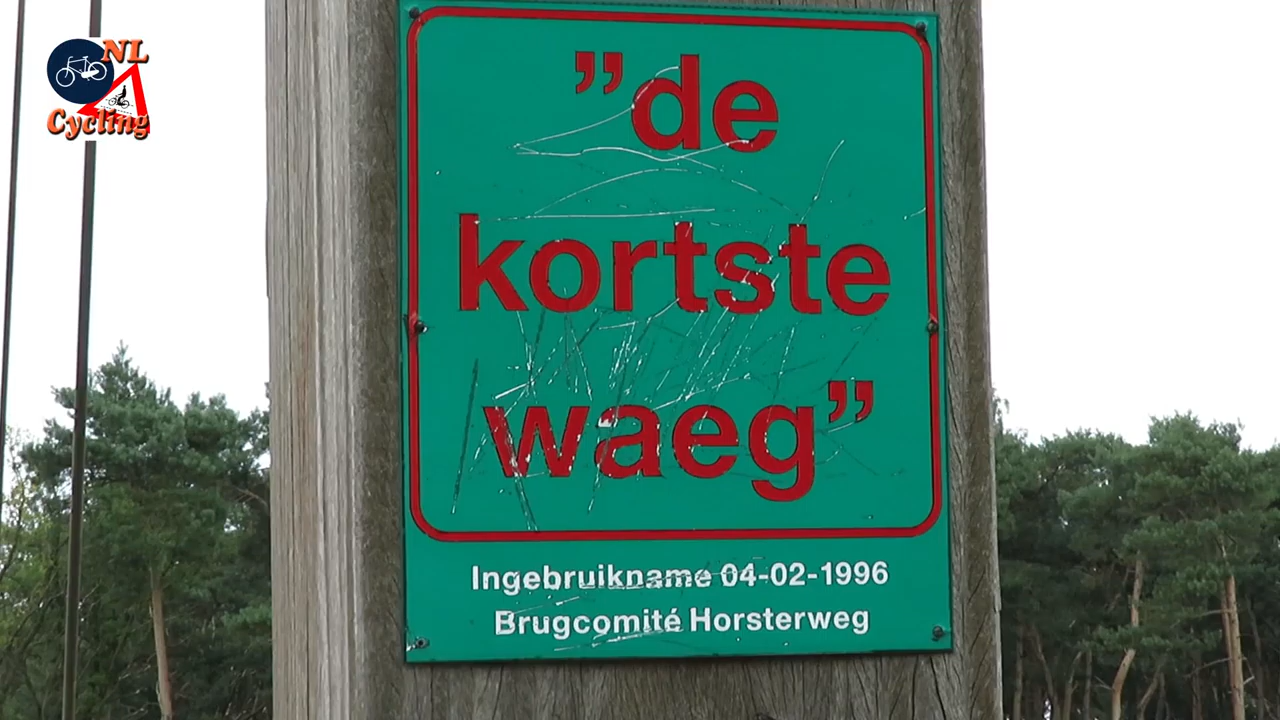 NL
Cycling
”de
kortste
waeg”
Ingebruikname 04-02-1996
Brugcomité Horsterweg